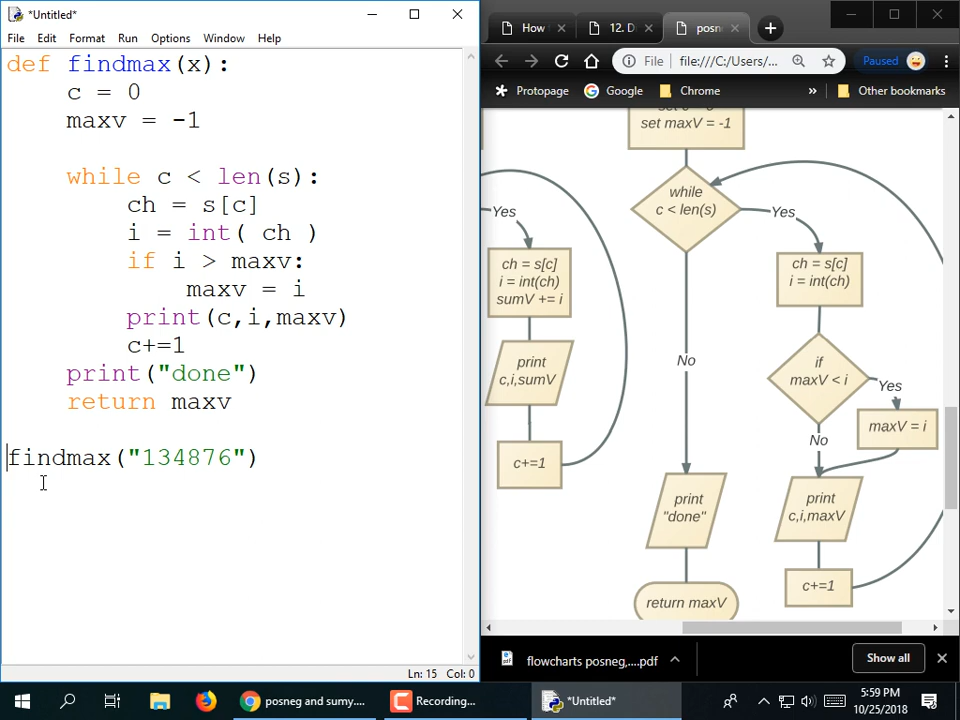 *Untitled*
File Edit Format Run Options Window Help
def findmax(x):
c = 0
maxv = -1
while c < len(s):
ch = s[c]
i = int( ch )
if i > maxv:
maxv = i
print(c,i,maxv)
c+=1
print("done")
return maxv
findmax("134876")
Ln: 15 Col: 0
How
12. D
posne
File
file:///C:/Users/...
Paused
Protopage
Google
Chrome
»
Other bookmarks
set maxV = -1
while
c < len(s)
Yes
Yes
ch = s[c]
i = int(ch)
sumV += i
ch = s[c]
i = int(ch)
print
c,i,sumV
No
if
maxV < i
Yes
maxV = i
No
c+=1
print
"done"
print
c,i,maxV
c+=1
return maxV
flowcharts posneg,....pdf
Show all
posneg and sumy....
Recording...
*Untitled*
5:59 PM
10/25/2018